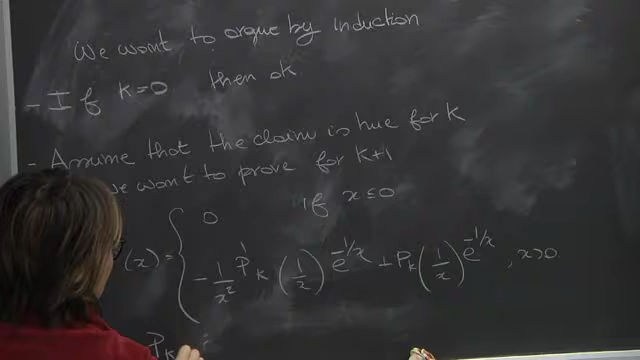 We want to argue by induction
- If k=0 then ok
- Assume that the claim is true for k
we want to prove for k+1
(x) = { 0 if x ≤ 0
-1/x² P'k (1/x) e^{-1/x} + Pk (1/x) e^{-1/x}, x>0
Pk